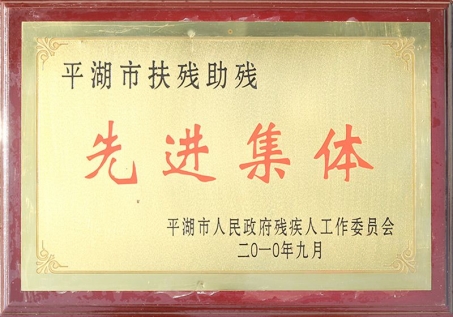 平湖市扶残助残
先进集体
平湖市人民政府残疾人工作委员会
二〇一〇年九月